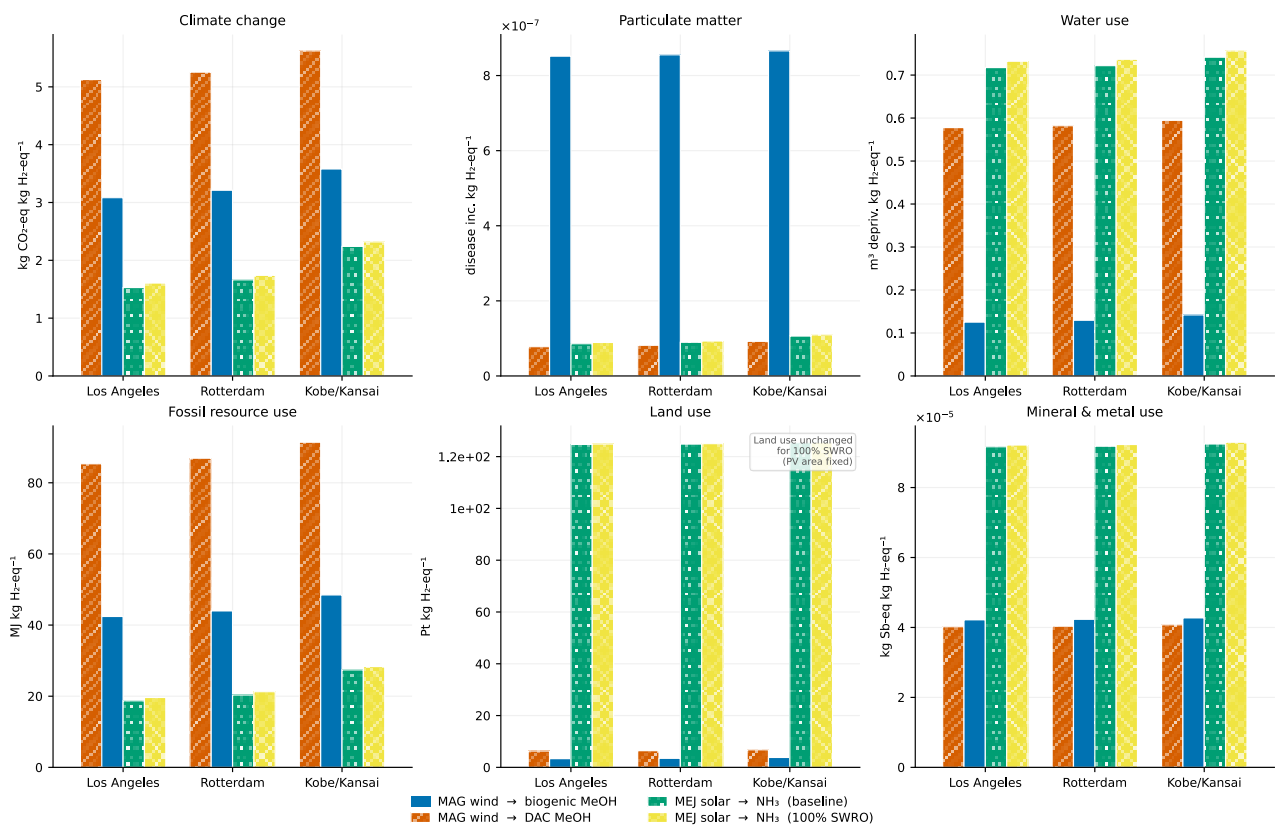 Climate change
kg CO₂-eq kg H₂-eq⁻¹
5
4
3
2
1
0
Los Angeles
Rotterdam
Kobe/Kansai
Particulate matter
×10⁻⁷
disease inc. kg H₂-eq⁻¹
8
6
4
2
0
Los Angeles
Rotterdam
Kobe/Kansai
Water use
m³ depriv. kg H₂-eq⁻¹
0.7
0.6
0.5
0.4
0.3
0.2
0.1
0
Los Angeles
Rotterdam
Kobe/Kansai
Fossil resource use
MJ kg H₂-eq⁻¹
80
60
40
20
0
Los Angeles
Rotterdam
Kobe/Kansai
Land use
Pt kg H₂-eq⁻¹
1,2e+02
1e+02
80
60
40
20
0
Land use unchanged
for 100% SWRO
(PV area fixed)
Los Angeles
Rotterdam
Kobe/Kansai
Mineral & metal use
×10⁻⁵
kg Sb-eq kg H₂-eq⁻¹
8
6
4
2
0
Los Angeles
Rotterdam
Kobe/Kansai
MAG wind → biogenic MeOH
MAG wind → DAC MeOH
MEJ solar → NH₃ (baseline)
MEJ solar → NH₃ (100% SWRO)